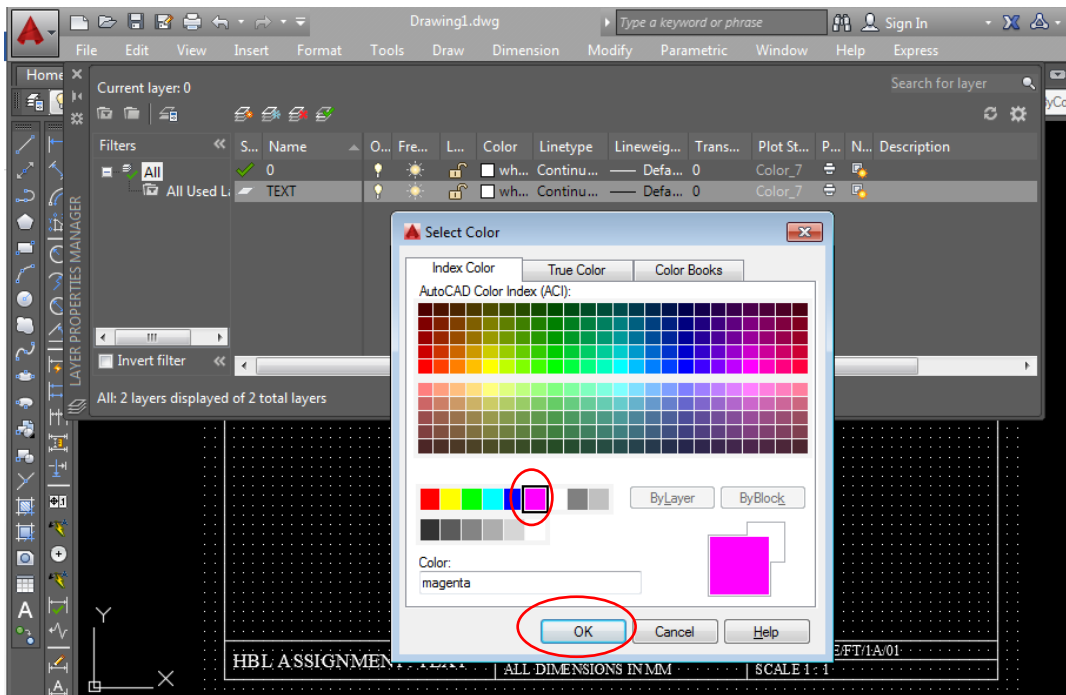 Drawing1.dwg
Type a keyword or phrase
Sign In
File Edit View Insert Format Tools Draw Dimension Modify Parametric Window Help Express
Home
Current layer: 0
Search for layer
Filters
S... Name O... Fre... L... Color Linetype Lineweig... Trans... Plot St... P... N... Description
All
0 wh... Continu... Defa... 0 Color_7
All Used L
TEXT wh... Continu... Defa... 0 Color_7
LAYER PROPERTIES MANAGER
Invert filter
All: 2 layers displayed of 2 total layers
Select Color
Index Color True Color Color Books
AutoCAD Color Index (ACI):
ByLayer ByBlock
Color:
magenta
OK Cancel Help
Y
X
HBL ASSIGNMENT : TEXT
ALL DIMENSIONS IN MM
SCALE 1 : 1
E/FT/1A/01